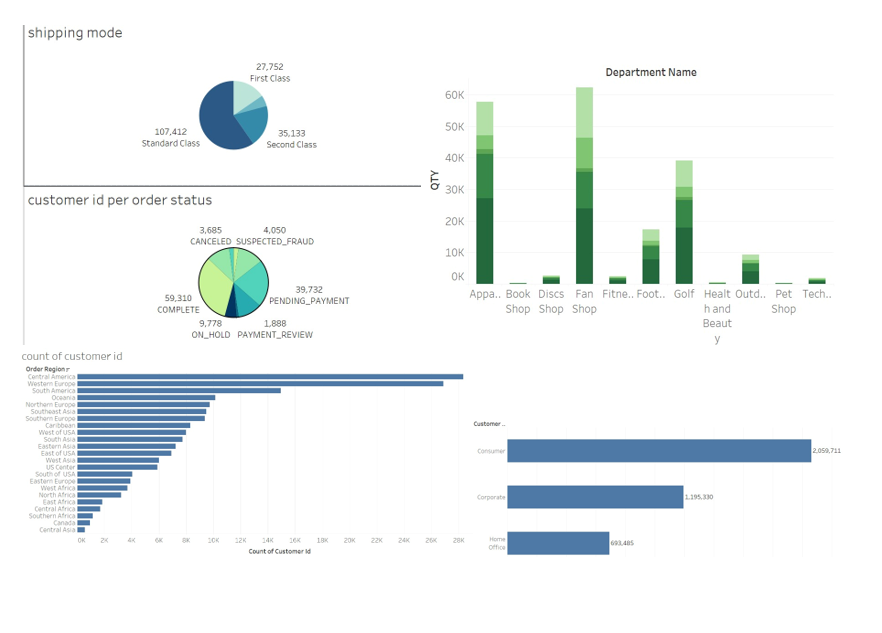 shipping mode
27,752
First Class
107,412
Standard Class
35,133
Second Class
customer id per order status
3,685
CANCELED
4,050
SUSPECTED_FRAUD
39,732
PENDING_PAYMENT
59,310
COMPLETE
9,778
ON_HOLD
1,888
PAYMENT_REVIEW
Department Name
QTY
60K
50K
40K
30K
20K
10K
0K
Appa..
Book
Shop
Discs
Shop
Fan
Shop
Fitne..
Foot..
Golf
Healt
h and
Beaut
y
Outd..
Pet
Shop
Tech..
count of customer id
Order Region
Central America
Western Europe
South America
Oceania
Northern Europe
Southeast Asia
Southern Europe
Caribbean
West of USA
South Asia
Eastern Asia
East of USA
West Asia
US Center
South of USA
Eastern Europe
West Africa
North Africa
East Africa
Central Africa
Southern Africa
Canada
Central Asia
0K 2K 4K 6K 8K 10K 12K 14K 16K 18K 20K 22K 24K 26K 28K
Count of Customer Id
Customer ..
Consumer
2,059,711
Corporate
1,195,330
Home
Office
693,485